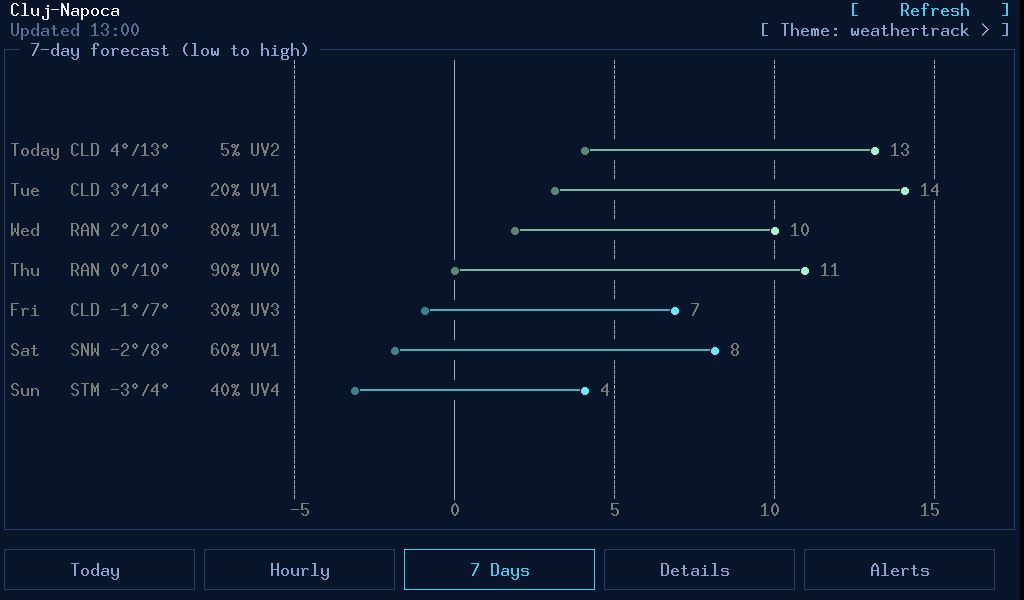 Cluj-Napoca [ Refresh ]
Updated 13:00 [ Theme: weathertrack > ]
7-day forecast (low to high)
Today CLD 4°/13° 5% UV2 13
Tue CLD 3°/14° 20% UV1 14
Wed RAN 2°/10° 80% UV1 10
Thu RAN 0°/10° 90% UV0 11
Fri CLD -1°/7° 30% UV3 7
Sat SNW -2°/8° 60% UV1 8
Sun STM -3°/4° 40% UV4 4
-5 0 5 10 15
Today Hourly 7 Days Details Alerts